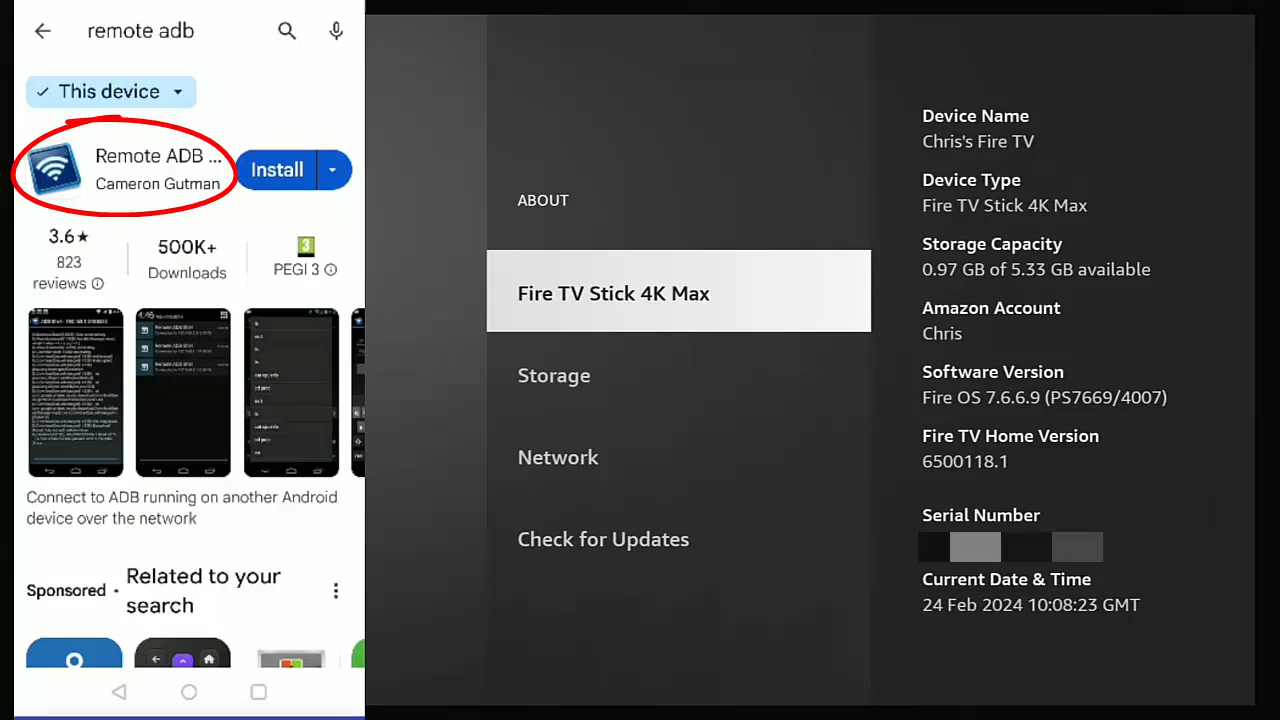 remote adb
This device
Remote ADB ...
Cameron Gutman
Install
3.6★
823
reviews
500K+
Downloads
3
PEGI 3
Connect to ADB running on another Android
device over the network
Sponsored · Related to your
search
ABOUT
Fire TV Stick 4K Max
Storage
Network
Check for Updates
Device Name
Chris's Fire TV
Device Type
Fire TV Stick 4K Max
Storage Capacity
0.97 GB of 5.33 GB available
Amazon Account
Chris
Software Version
Fire OS 7.6.6.9 (PS7669/4007)
Fire TV Home Version
6500118.1
Serial Number
Current Date & Time
24 Feb 2024 10:08:23 GMT